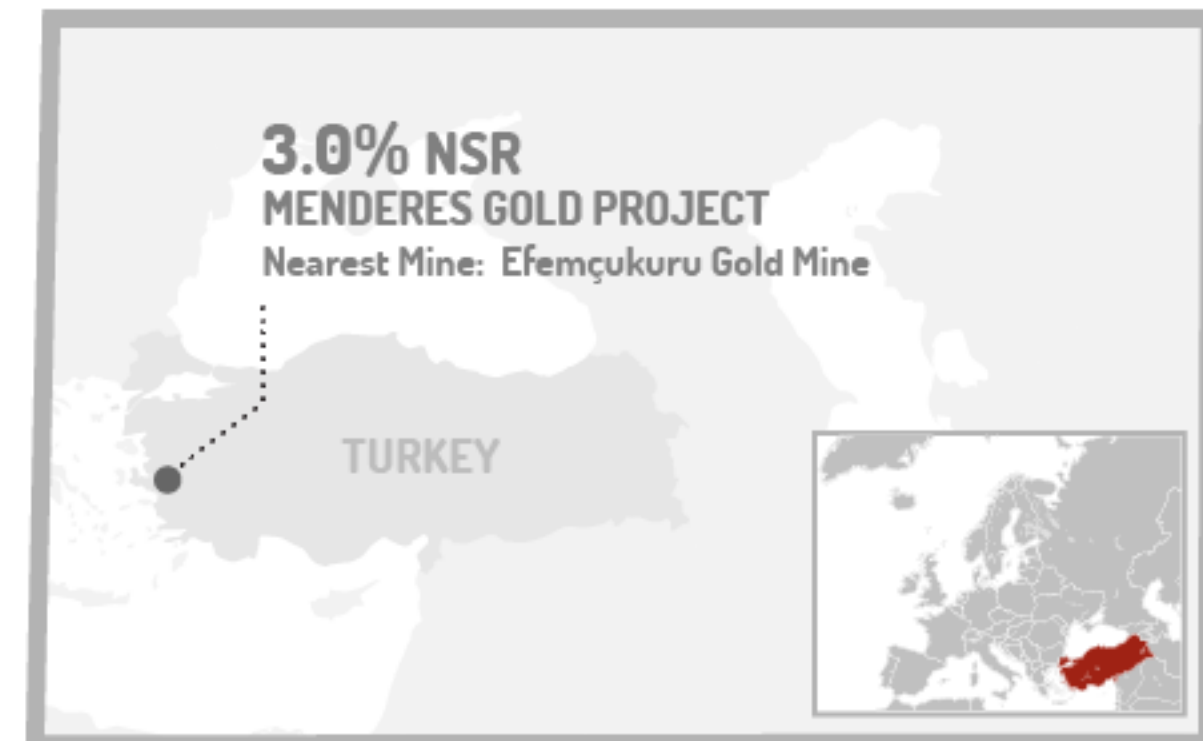 3.0% NSR
MENDERES GOLD PROJECT
Nearest Mine: Efemçukuru Gold Mine
TURKEY